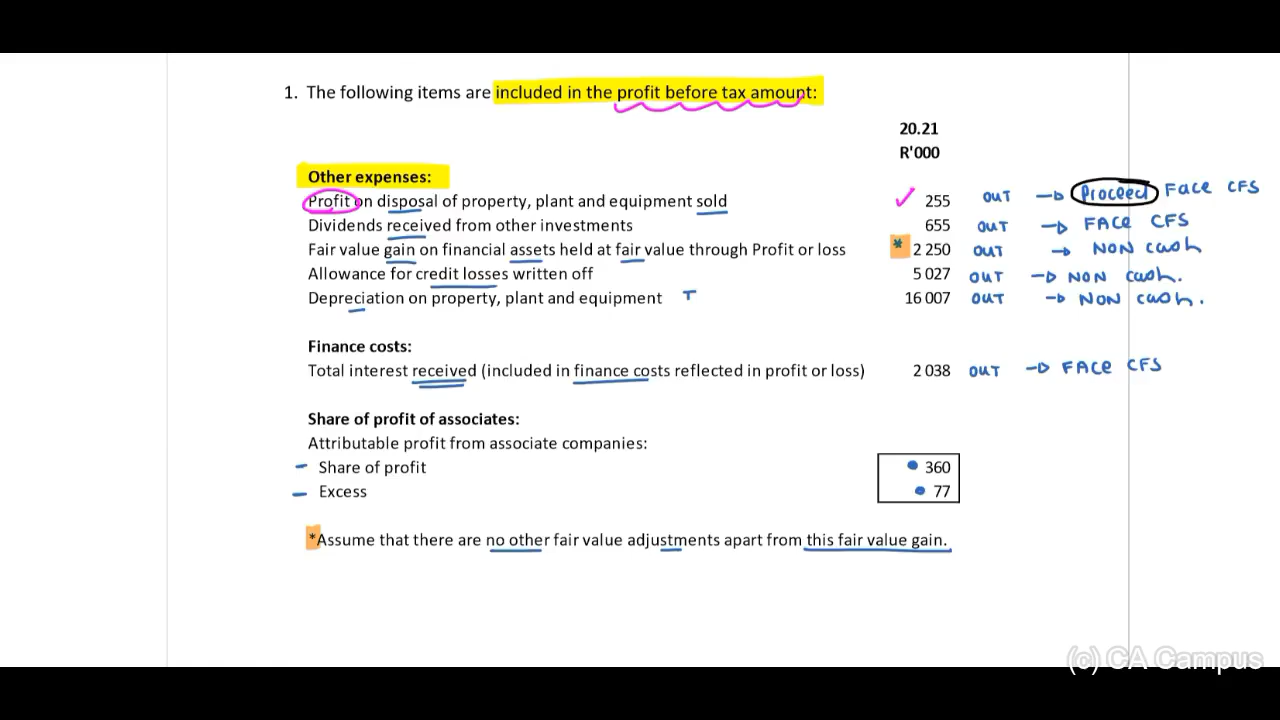 1. The following items are included in the profit before tax amount:
20.21
R'000
Other expenses:
Profit on disposal of property, plant and equipment sold 255 OUT → Proceed FACE CFS
Dividends received from other investments 655 OUT → FACE CFS
Fair value gain on financial assets held at fair value through Profit or loss * 2 250 OUT → NON cash
Allowance for credit losses written off 5 027 OUT → NON cash.
Depreciation on property, plant and equipment T 16 007 OUT → NON cash.
Finance costs:
Total interest received (included in finance costs reflected in profit or loss) 2 038 OUT → FACE CFS
Share of profit of associates:
Attributable profit from associate companies:
- Share of profit 360
- Excess 77
*Assume that there are no other fair value adjustments apart from this fair value gain.
(c) CA Campus